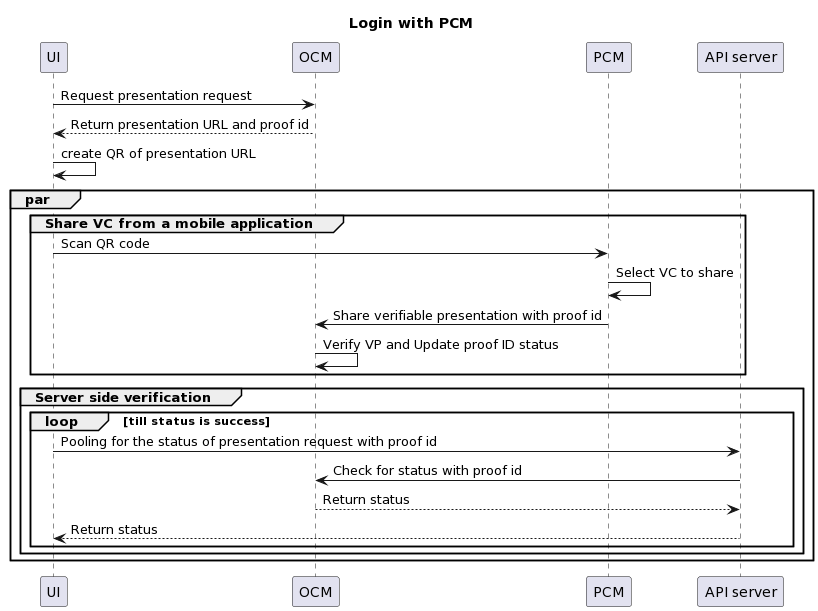 Login with PCM
UI OCM PCM API server
Request presentation request
Return presentation URL and proof id
create QR of presentation URL
par
Share VC from a mobile application
Scan QR code
Select VC to share
Share verifiable presentation with proof id
Verify VP and Update proof ID status
Server side verification
loop [till status is success]
Pooling for the status of presentation request with proof id
Check for status with proof id
Return status
Return status
UI OCM PCM API server